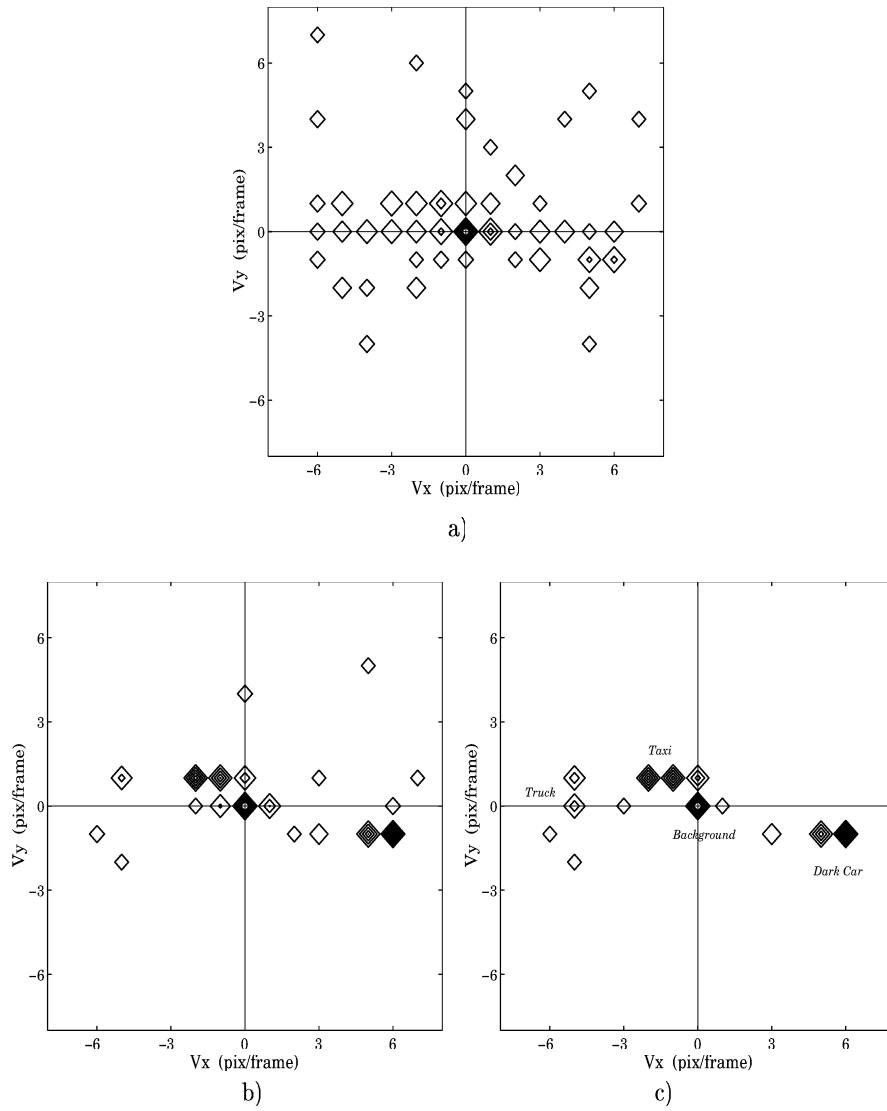 6
3
0
−3
−6
Vy (pix/frame)
−6 −3 0 3 6
Vx (pix/frame)
a)
6
3
0
−3
−6
Vy (pix/frame)
−6 −3 0 3 6
Vx (pix/frame)
b)
6
3
0
−3
−6
Vy (pix/frame)
Taxi
Truck
Background
Dark Car
−6 −3 0 3 6
Vx (pix/frame)
c)